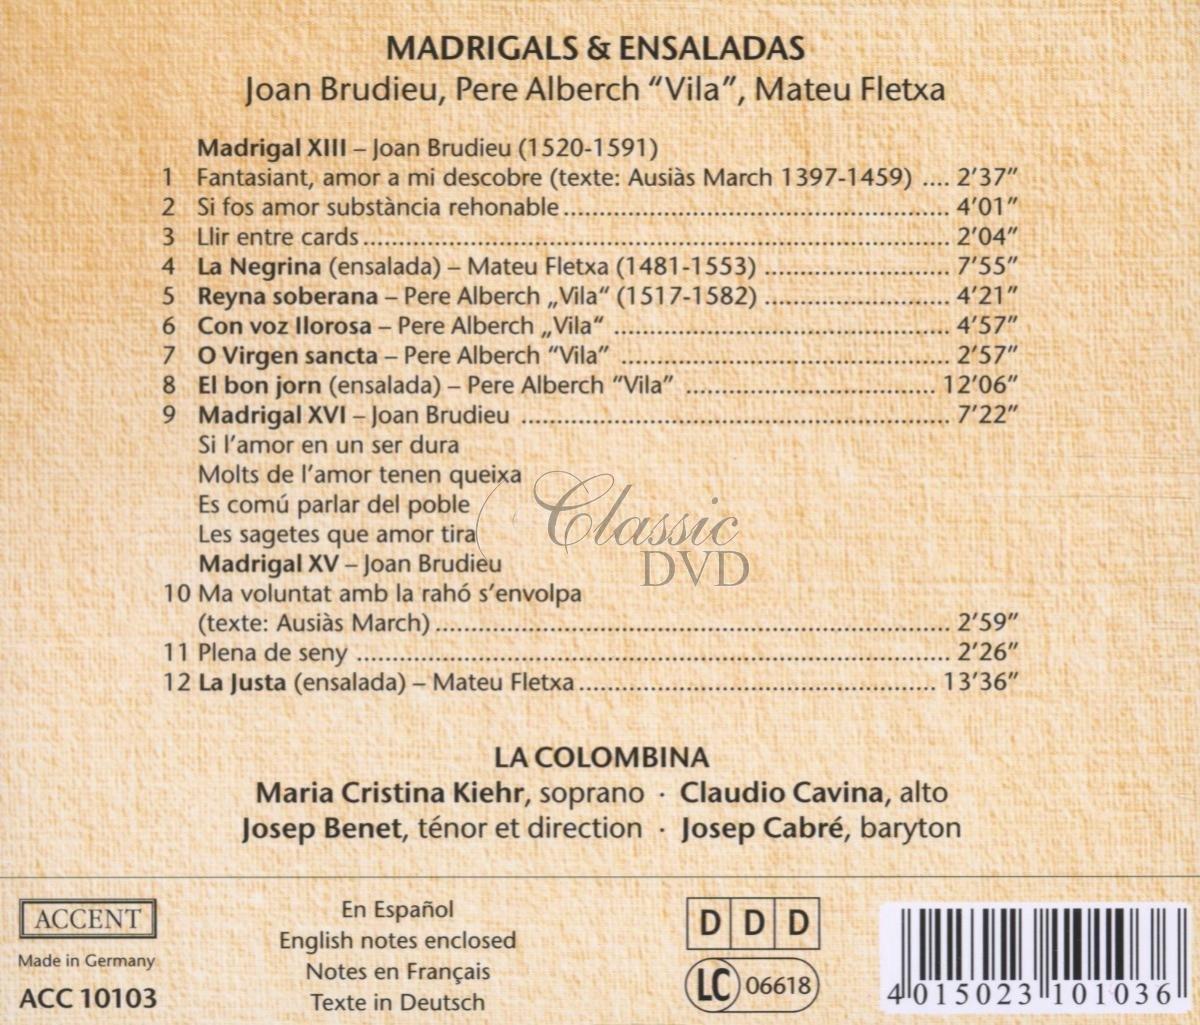 MADRIGALS & ENSALADAS
Joan Brudieu, Pere Alberch “Vila”, Mateu Fletxa
Madrigal XIII – Joan Brudieu (1520-1591)
1 Fantasiant, amor a mi descobre (texte: Ausiàs March 1397-1459) .... 2’37”
2 Si fos amor substància rehonable ........ 4’01”
3 Llir entre cards ........ 2’04”
4 La Negrina (ensalada) – Mateu Fletxa (1481-1553) ........ 7’55”
5 Reyna soberana – Pere Alberch „Vila“ (1517-1582) ........ 4’21”
6 Con voz llorosa – Pere Alberch „Vila“ ........ 4’57”
7 O Virgen sancta – Pere Alberch “Vila” ........ 2’57”
8 El bon jorn (ensalada) – Pere Alberch “Vila” ........ 12’06”
9 Madrigal XVI – Joan Brudieu ........ 7’22”
Si l’amor en un ser dura
Molts de l’amor tenen queixa
Es comú parlar del poble
Les sagetes que amor tira
Madrigal XV – Joan Brudieu
10 Ma voluntat amb la rahó s’envolpa
(texte: Ausiàs March) ........ 2’59”
11 Plena de seny ........ 2’26”
12 La Justa (ensalada) – Mateu Fletxa ........ 13’36”
Classic
DVD
LA COLOMBINA
Maria Cristina Kiehr, soprano · Claudio Cavina, alto
Josep Benet, ténor et direction · Josep Cabré, baryton
ACCENT
Made in Germany
ACC 10103
En Español
English notes enclosed
Notes en Français
Texte in Deutsch
D D D
LC 06618
4 015023 101036